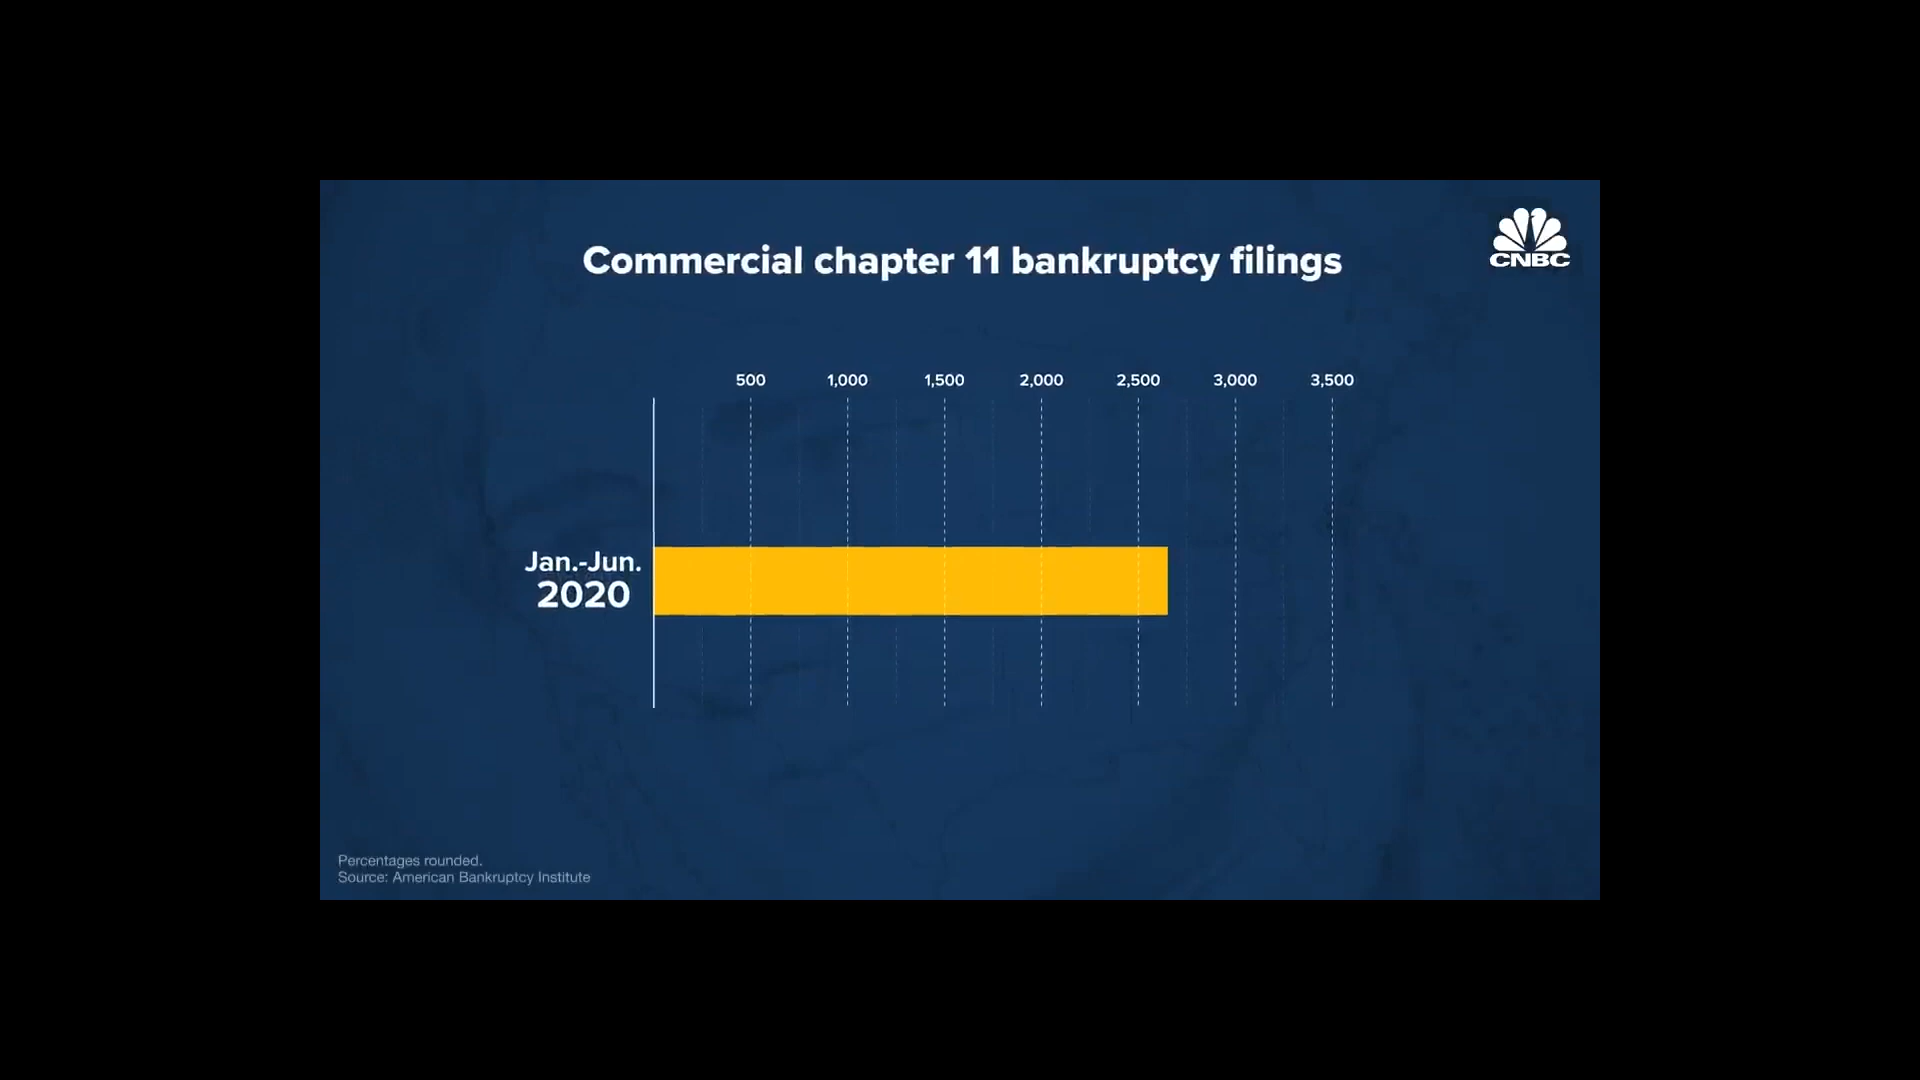 Commercial chapter 11 bankruptcy filings
CNBC
500 1,000 1,500 2,000 2,500 3,000 3,500
Jan.-Jun.
2020
Percentages rounded.
Source: American Bankruptcy Institute